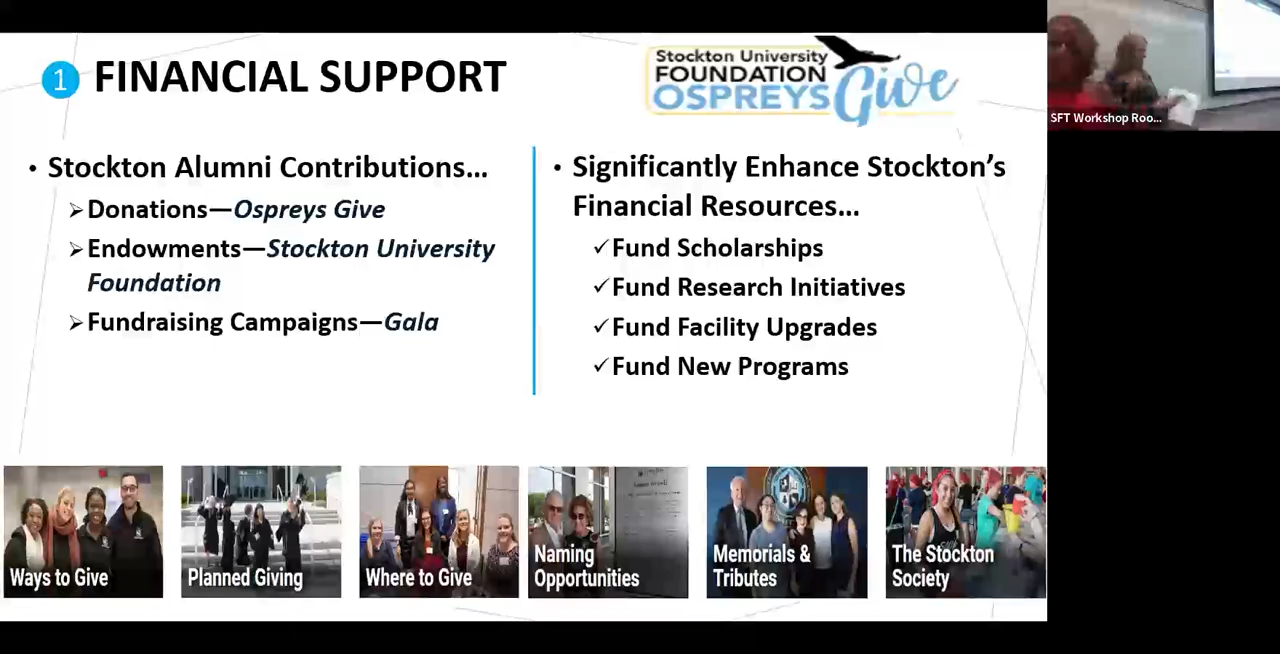 1 FINANCIAL SUPPORT
Stockton University
FOUNDATION
OSPREYS Give
SFT Workshop Roo...
• Stockton Alumni Contributions...
➢Donations—Ospreys Give
➢Endowments—Stockton University
Foundation
➢Fundraising Campaigns—Gala
• Significantly Enhance Stockton’s
Financial Resources...
✓Fund Scholarships
✓Fund Research Initiatives
✓Fund Facility Upgrades
✓Fund New Programs
Ways to Give
Planned Giving
Where to Give
Naming
Opportunities
Memorials &
Tributes
The Stockton
Society